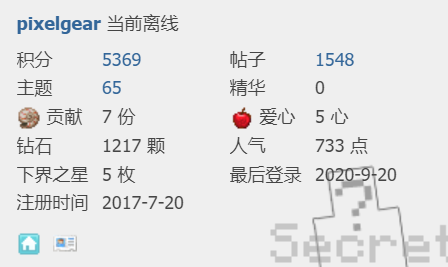 pixelgear 当前离线
积分 5369 帖子 1548
主题 65 精华 0
贡献 7 份 爱心 5 心
钻石 1217 颗 人气 733 点
下界之星 5 枚 最后登录 2020-9-20
注册时间 2017-7-20
Secret
?